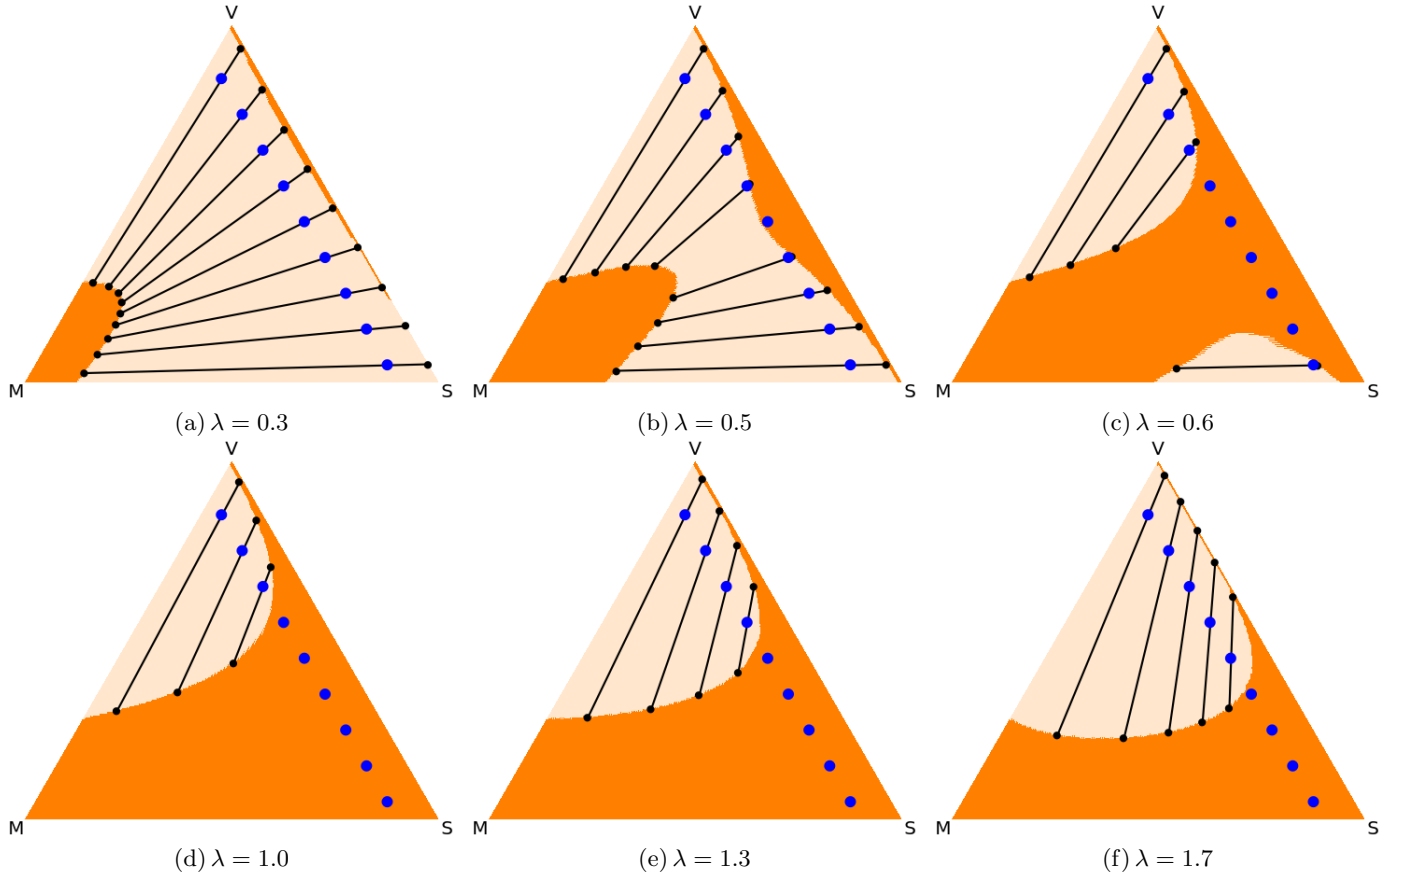 V V V
M S M S M S
(a) λ = 0.3 (b) λ = 0.5 (c) λ = 0.6
V V V
M S M S M S
(d) λ = 1.0 (e) λ = 1.3 (f) λ = 1.7